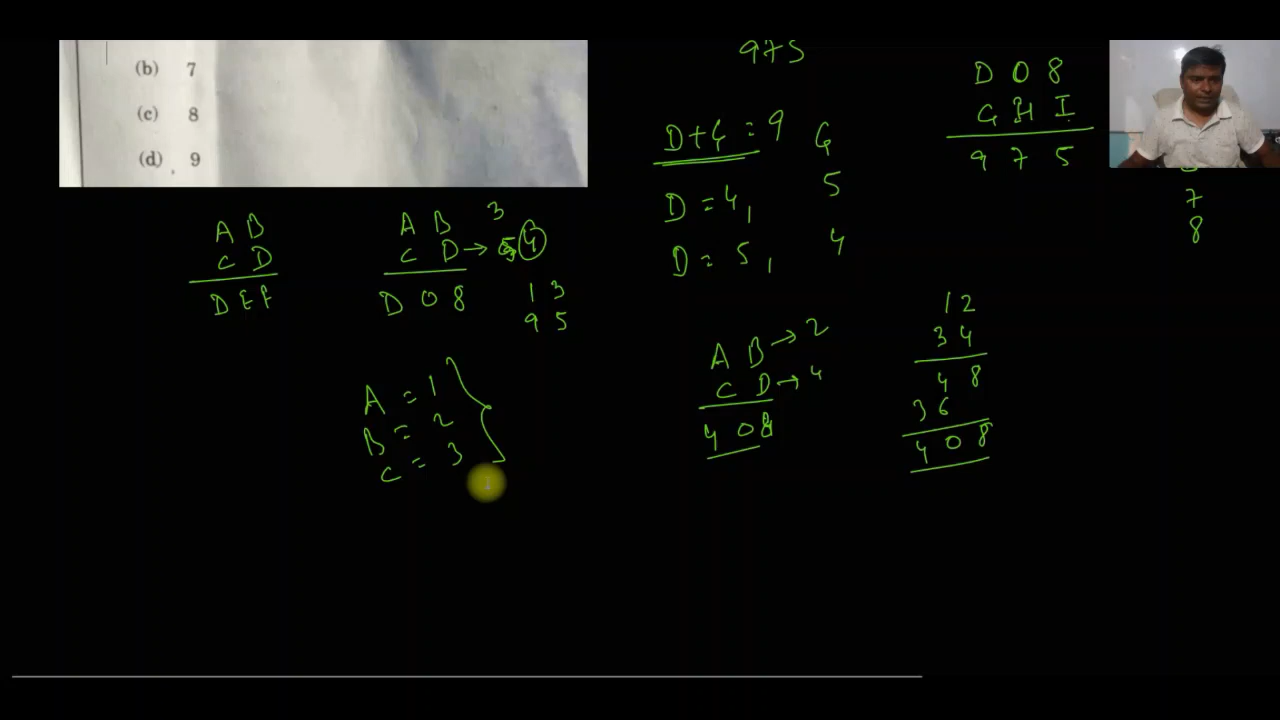 (b) 7
(c) 8
(d) 9
975
D+G=9 G
D=4, 5
D=5, 4
D 0 8
G H I
9 7 5
7
8
A B
C D
D E F
A B 3
C D → 4
D 0 8
1 3
9 5
A = 1
B = 2
C = 3
A B → 2
C D → 4
4 0 8
1 2
3 4
4 8
3 6
4 0 8